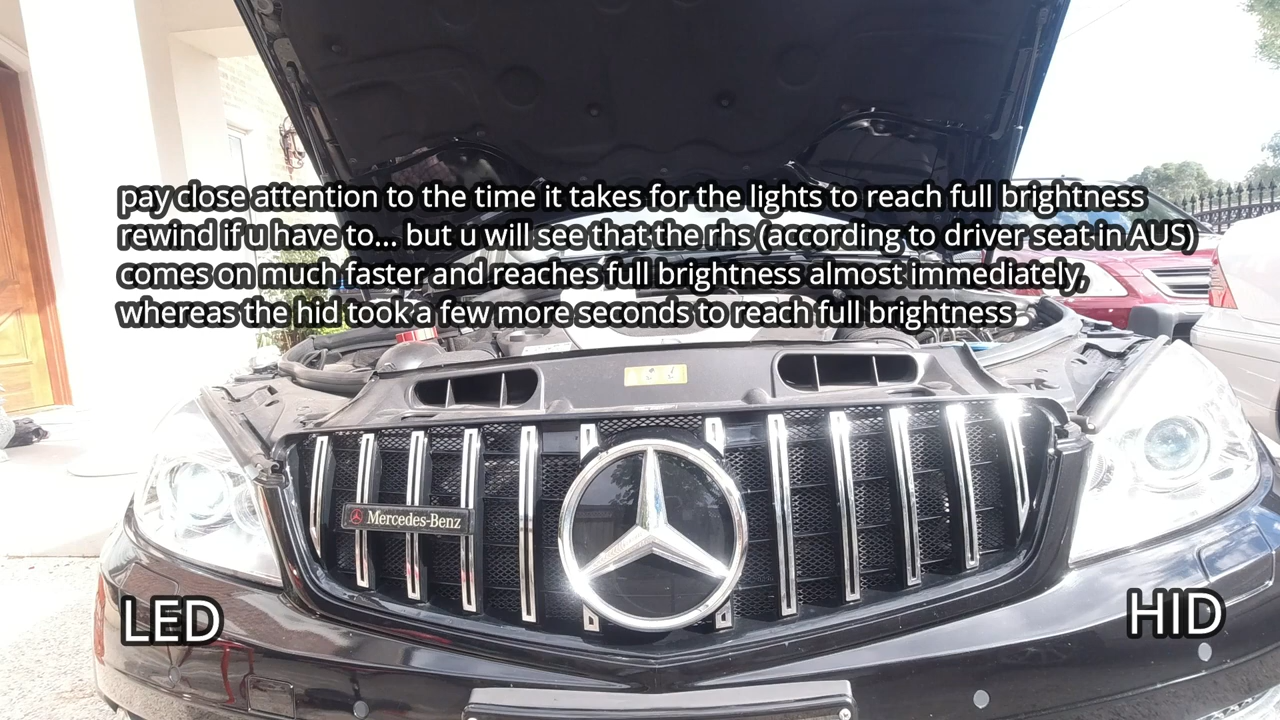 pay close attention to the time it takes for the lights to reach full brightness
rewind if u have to... but u will see that the rhs (according to driver seat in AUS)
comes on much faster and reaches full brightness almost immediately,
whereas the hid took a few more seconds to reach full brightness
Mercedes-Benz
LED
HID